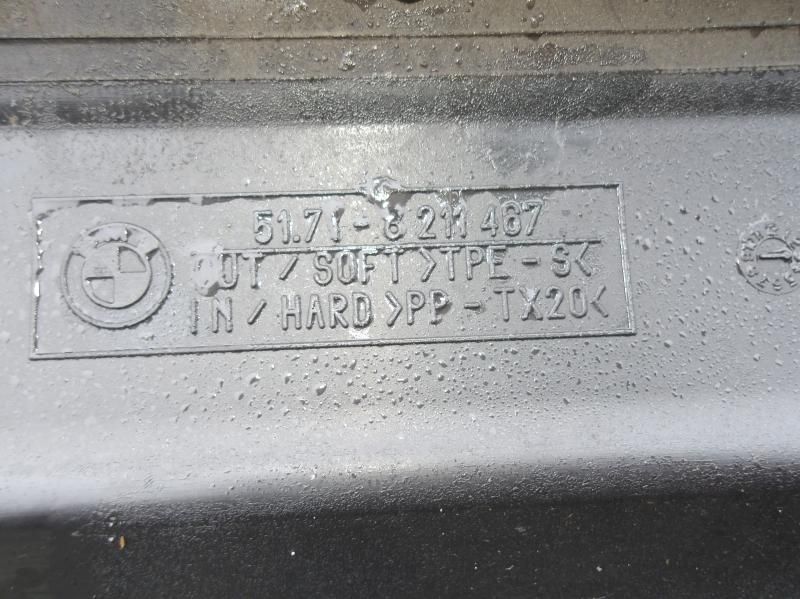 51.71-8 211 467
OUT / SOFT >TPE-S<
IN / HARD >PP-TX20<